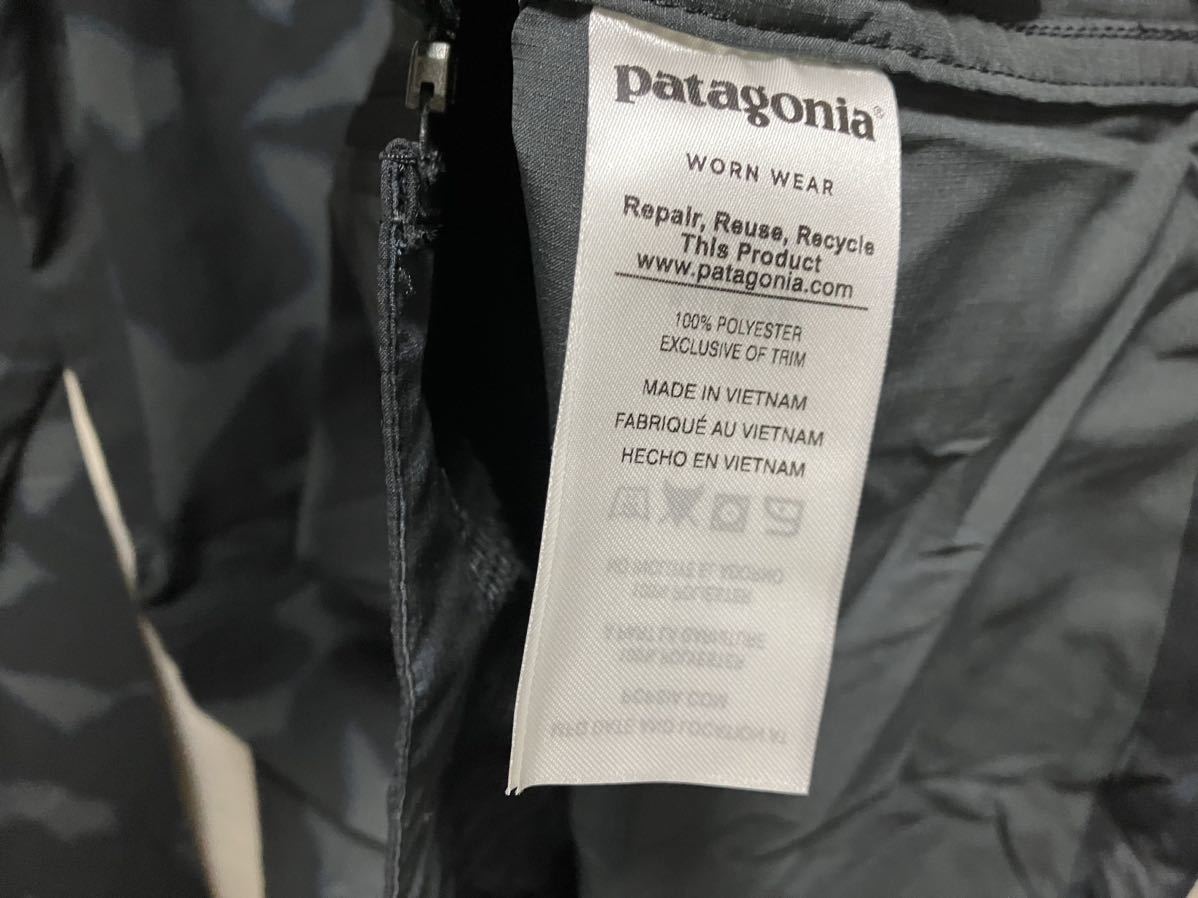 patagonia®
WORN WEAR
Repair, Reuse, Recycle
This Product
www.patagonia.com
100% POLYESTER
EXCLUSIVE OF TRIM
MADE IN VIETNAM
FABRIQUÉ AU VIETNAM
HECHO EN VIETNAM